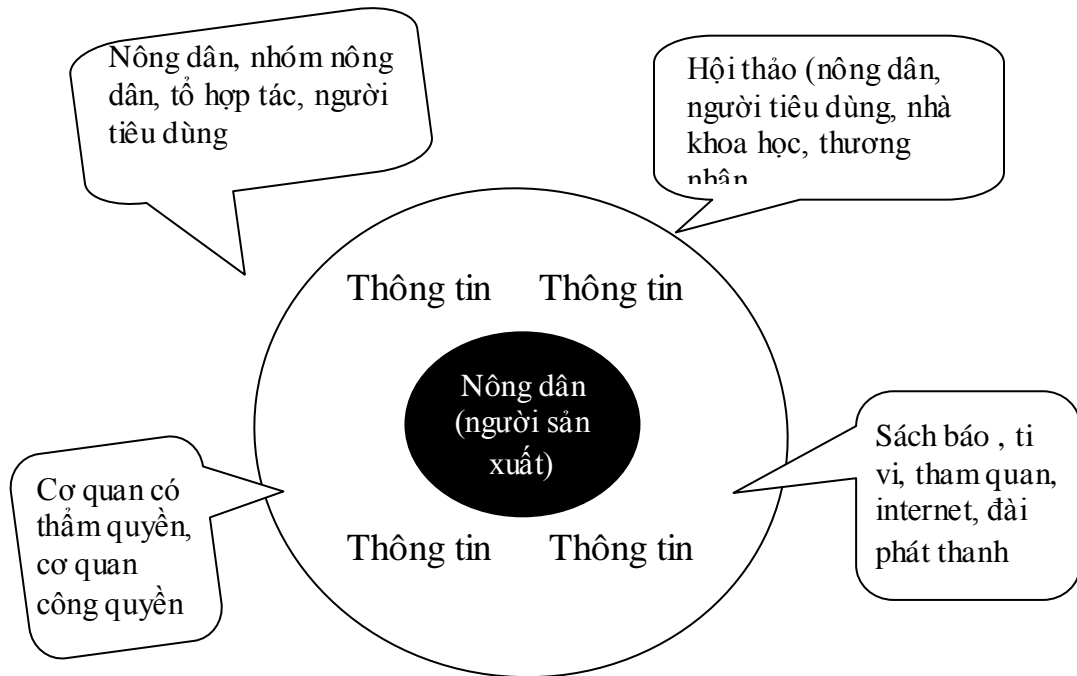 Nông dân, nhóm nông
dân, tổ hợp tác, người
tiêu dùng
Hội thảo (nông dân,
người tiêu dùng, nhà
khoa học, thương
nhân
Thông tin Thông tin
Nông dân
(người sản
xuất)
Sách báo , ti
vi, tham quan,
internet, đài
phát thanh
Cơ quan có
thẩm quyền,
cơ quan
công quyền
Thông tin Thông tin